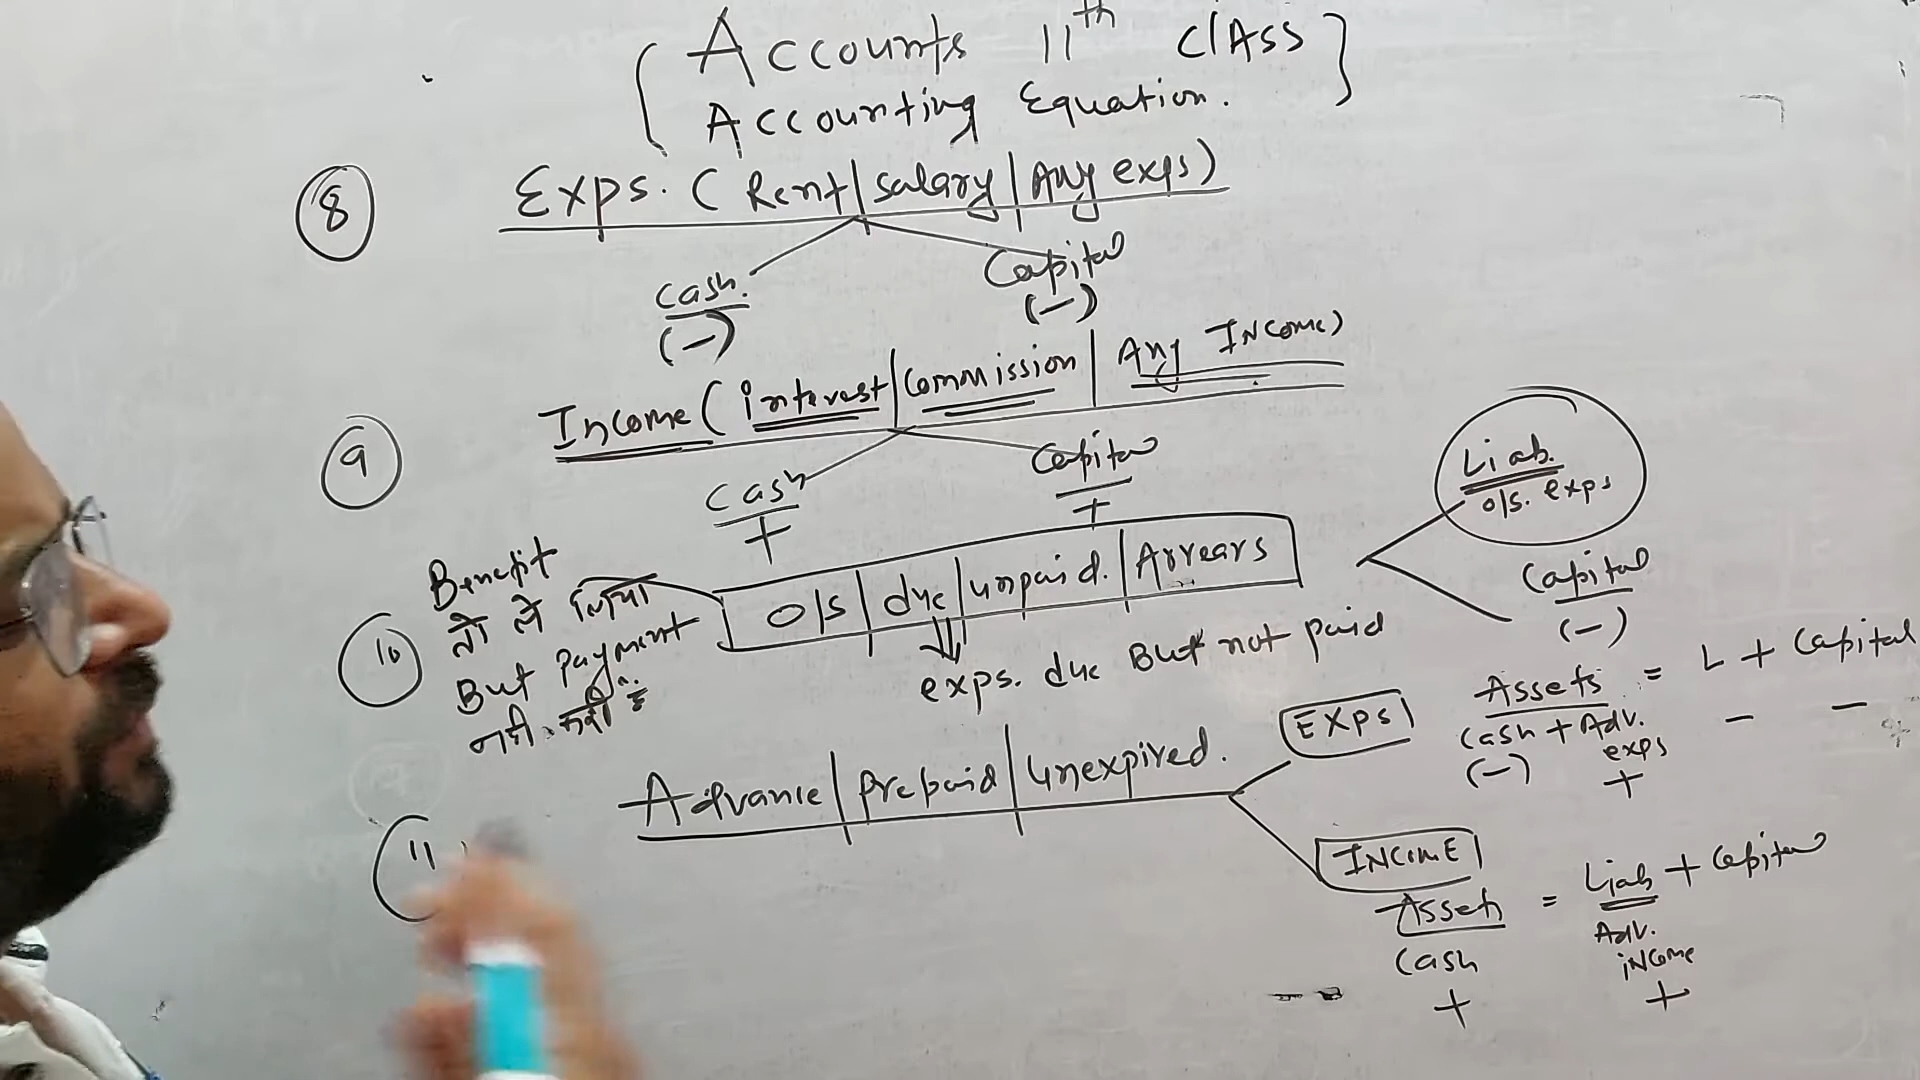 Accounts 11th Class
Accounting Equation.
8 Exps. (Rent|Salary|Any exps)
Cash. Capital
(-) (-)
9 Income (interest|Commission|Any Income)
Cash Capital
+ +
10 Benefit
तो ले लिया
But Payment
नही
O/S|due|unpaid.|Arrears
exps. due But not paid
Liab.
o/s. exps
Capital
(-)
11 Advance|Prepaid|Unexpired.
EXPS
Assets = L + Capital
Cash + Adv. exps - -
(-) +
INCOME
Assets = Liab + Capital
Cash Adv. income
+ +